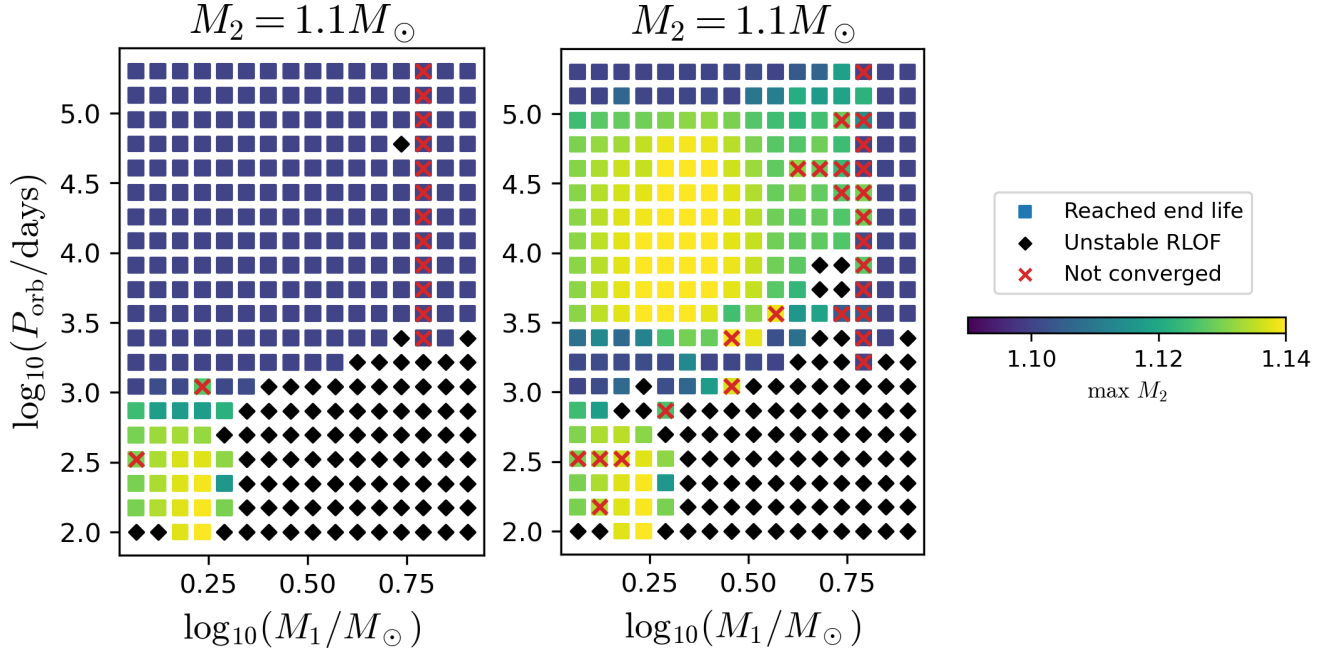 M₂ = 1.1M☉
M₂ = 1.1M☉
log₁₀(P_orb/days)
5.0
4.5
4.0
3.5
3.0
2.5
2.0
0.25
0.50
0.75
log₁₀(M₁/M☉)
5.0
4.5
4.0
3.5
3.0
2.5
2.0
0.25
0.50
0.75
log₁₀(M₁/M☉)
Reached end life
Unstable RLOF
Not converged
1.10
1.12
1.14
max M₂